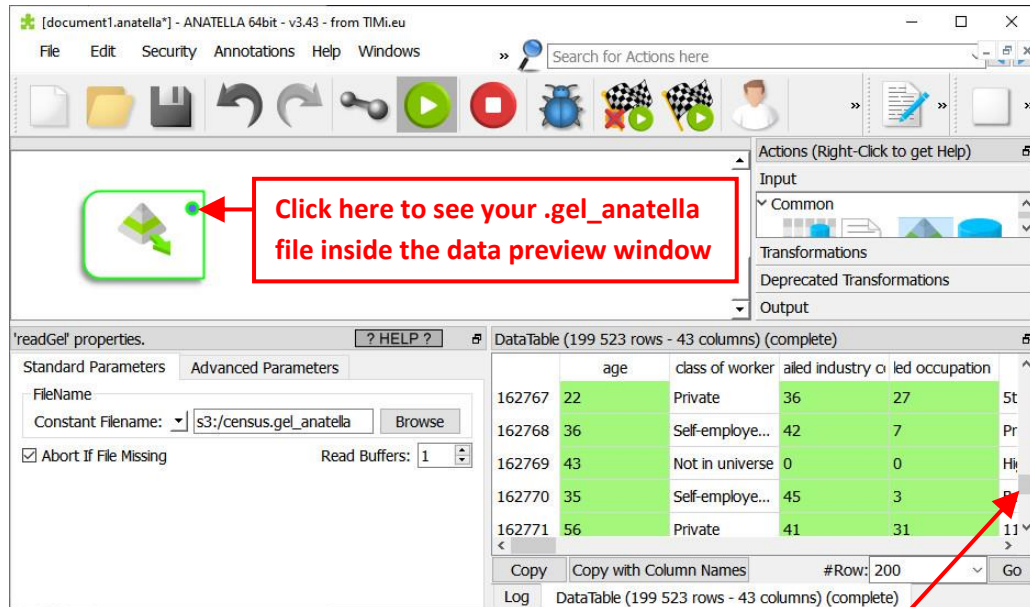 [document1.anatella*] - ANATELLA 64bit - v3.43 - from TIMi.eu
File Edit Security Annotations Help Windows » Search for Actions here
» »
Actions (Right-Click to get Help)
Input
Common
Transformations
Deprecated Transformations
Output
Click here to see your .gel_anatella
file inside the data preview window
'readGel' properties. ? HELP ?
Standard Parameters Advanced Parameters
FileName
Constant Filename: s3:/census.gel_anatella Browse
Abort If File Missing Read Buffers: 1
DataTable (199 523 rows - 43 columns) (complete)
age class of worker ailed industry led occupation
162767 22 Private 36 27 5t
162768 36 Self-employe... 42 7 Pr
162769 43 Not in universe 0 0 Hi
162770 35 Self-employe... 45 3
162771 56 Private 41 31 11
Copy Copy with Column Names #Row: 200 Go
Log DataTable (199 523 rows - 43 columns) (complete)